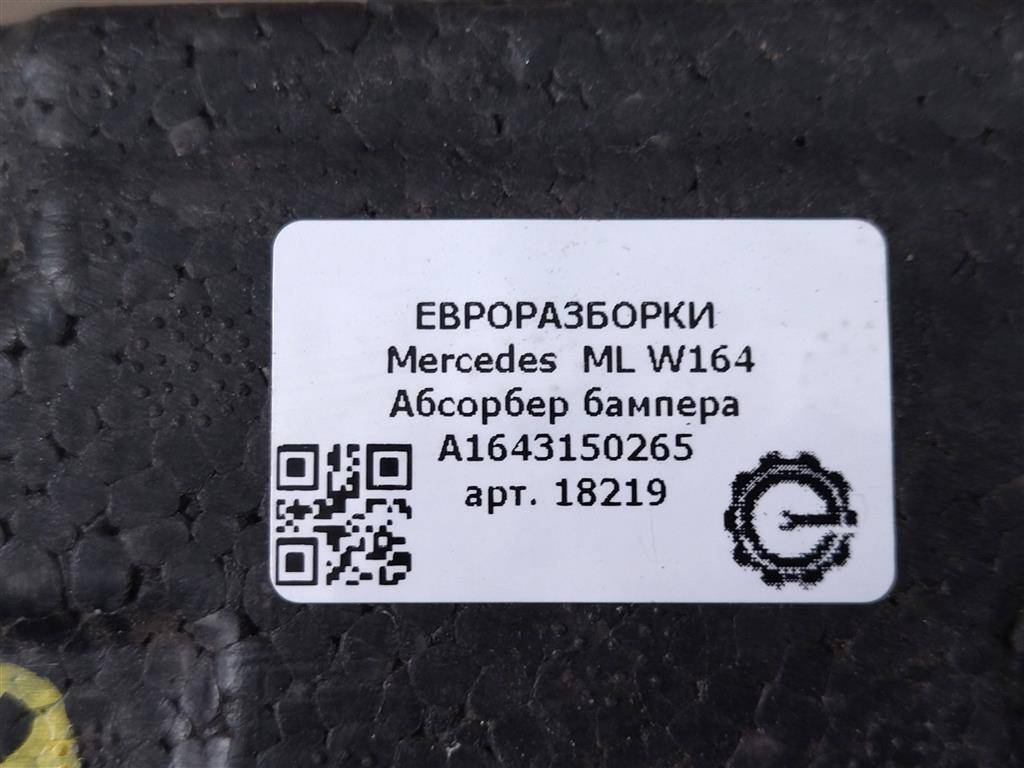 ЕВРОРАЗБОРКИ
Mercedes ML W164
Абсорбер бампера
A1643150265
арт. 18219